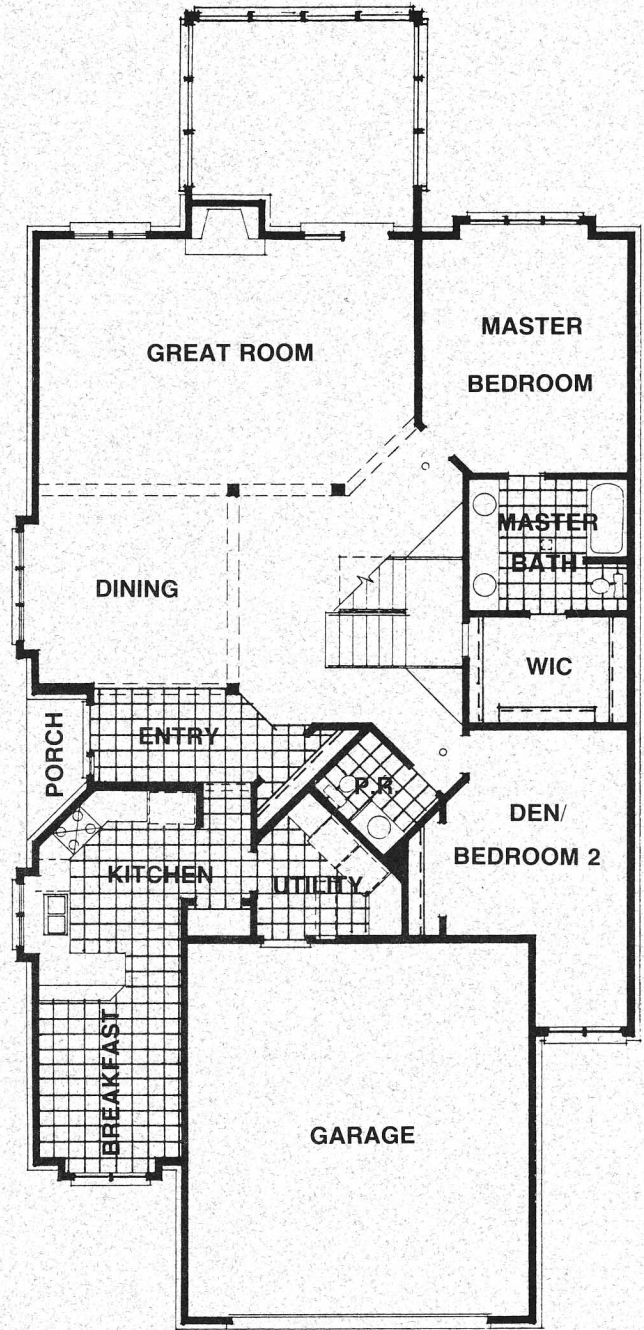 GREAT ROOM
MASTER
BEDROOM
MASTER
BATH
DINING
WIC
PORCH
ENTRY
P.R.
DEN/
BEDROOM 2
KITCHEN
UTILITY
BREAKFAST
GARAGE